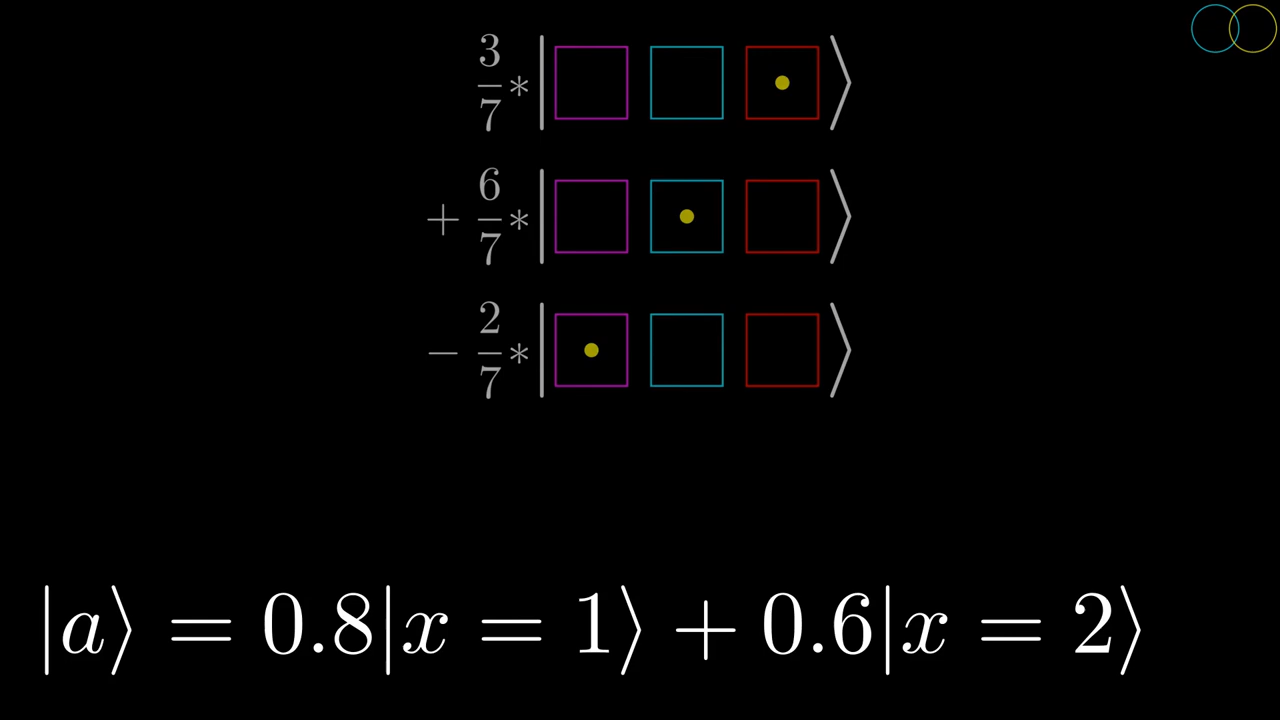 3/7 * | ⟩
+ 6/7 * | ⟩
− 2/7 * | ⟩
|a⟩ = 0.8|x = 1⟩ + 0.6|x = 2⟩